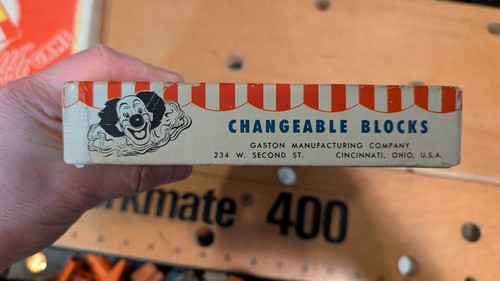 CHANGEABLE BLOCKS
GASTON MANUFACTURING COMPANY
234 W. SECOND ST. CINCINNATI, OHIO, U.S.A.
rkmate® 400